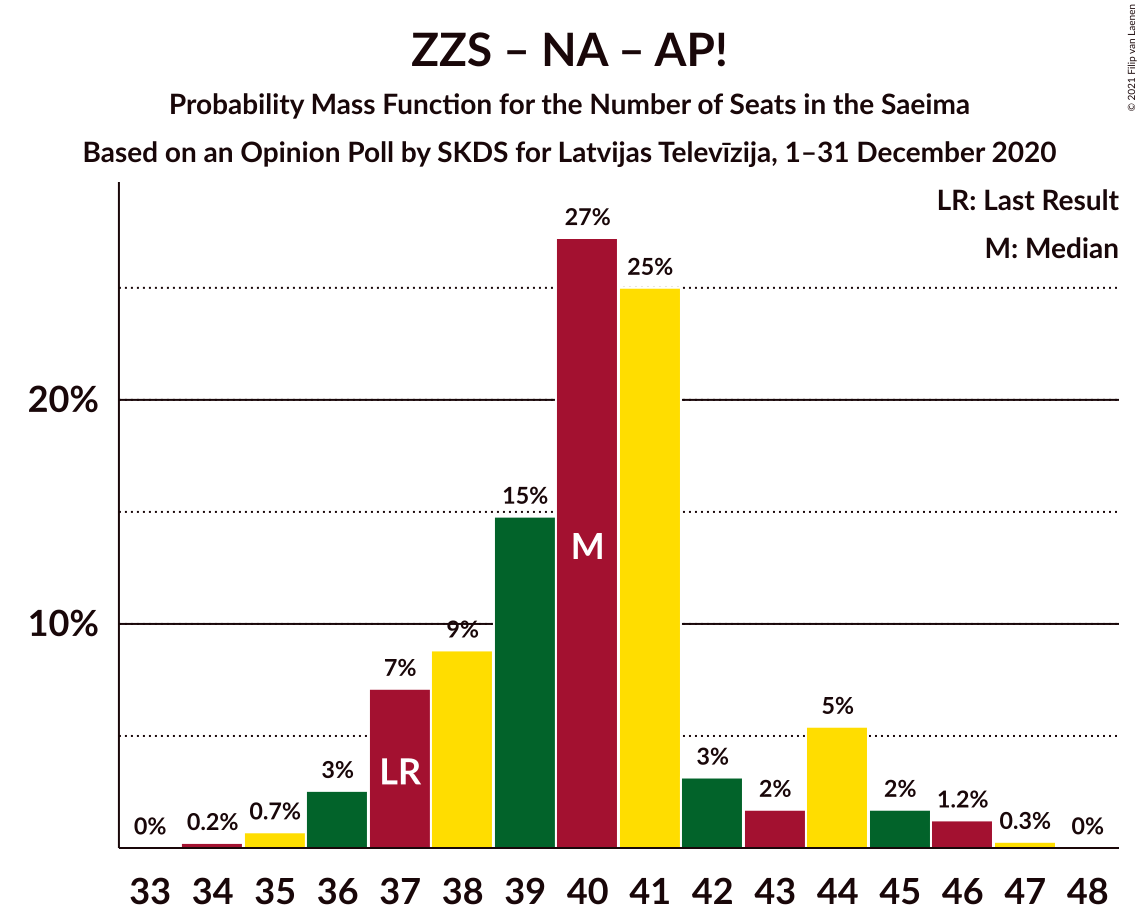 ZZS – NA – AP!
Probability Mass Function for the Number of Seats in the Saeima
Based on an Opinion Poll by SKDS for Latvijas Televīzija, 1–31 December 2020
© 2021 Filip van Laenen
LR: Last Result
M: Median
27%
25%
20%
15%
M
10%
9%
7%
LR
5%
3%
3%
2%
2%
1.2%
0.7%
0.3%
0.2%
0%
0%
33 34 35 36 37 38 39 40 41 42 43 44 45 46 47 48